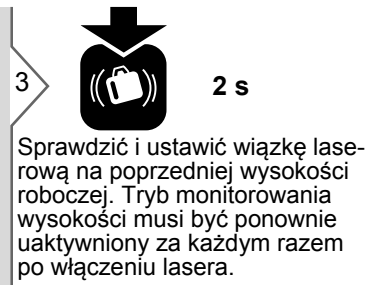 3
2 s
Sprawdzić i ustawić wiązkę lase-
rową na poprzedniej wysokości
roboczej. Tryb monitorowania
wysokości musi być ponownie
uaktywniony za każdym razem
po włączeniu lasera.